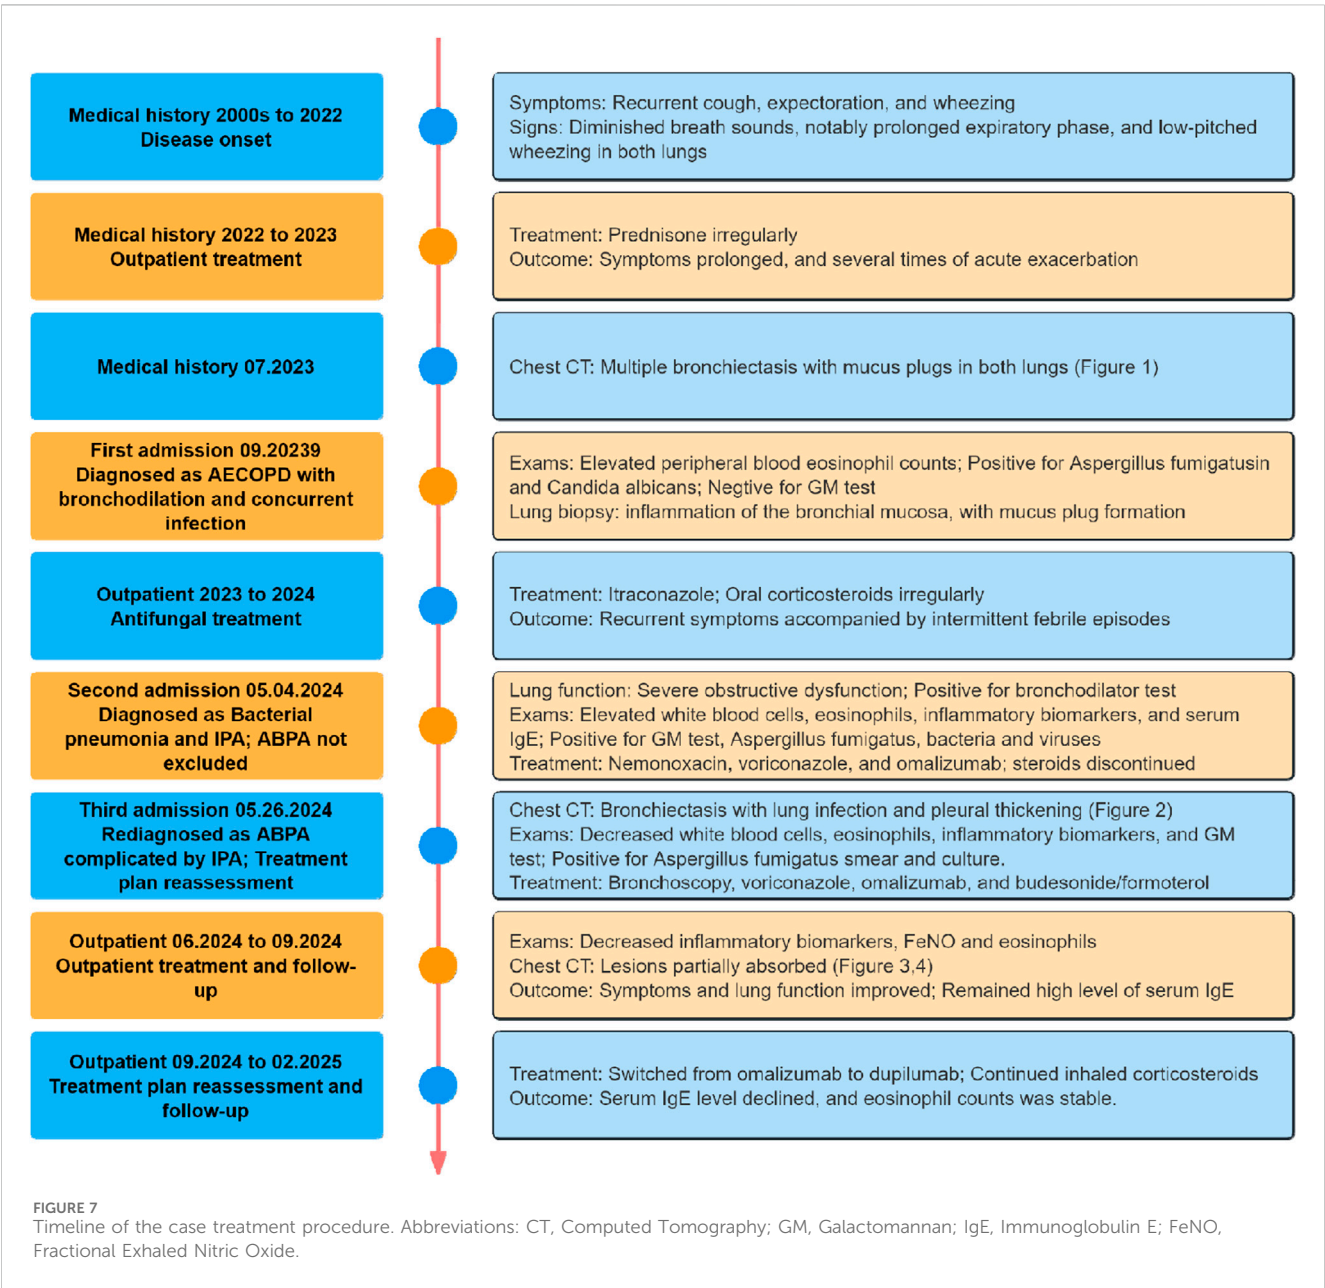 Medical history 2000s to 2022
Disease onset
Symptoms: Recurrent cough, expectoration, and wheezing
Signs: Diminished breath sounds, notably prolonged expiratory phase, and low-pitched
wheezing in both lungs
Medical history 2022 to 2023
Outpatient treatment
Treatment: Prednisone irregularly
Outcome: Symptoms prolonged, and several times of acute exacerbation
Medical history 07.2023
Chest CT: Multiple bronchiectasis with mucus plugs in both lungs (Figure 1)
First admission 09.20239
Diagnosed as AECOPD with
bronchodilation and concurrent
infection
Exams: Elevated peripheral blood eosinophil counts; Positive for Aspergillus fumigatusin
and Candida albicans; Negtive for GM test
Lung biopsy: inflammation of the bronchial mucosa, with mucus plug formation
Outpatient 2023 to 2024
Antifungal treatment
Treatment: Itraconazole; Oral corticosteroids irregularly
Outcome: Recurrent symptoms accompanied by intermittent febrile episodes
Second admission 05.04.2024
Diagnosed as Bacterial
pneumonia and IPA; ABPA not
excluded
Lung function: Severe obstructive dysfunction; Positive for bronchodilator test
Exams: Elevated white blood cells, eosinophils, inflammatory biomarkers, and serum
IgE; Positive for GM test, Aspergillus fumigatus, bacteria and viruses
Treatment: Nemonoxacin, voriconazole, and omalizumab; steroids discontinued
Third admission 05.26.2024
Rediagnosed as ABPA
complicated by IPA; Treatment
plan reassessment
Chest CT: Bronchiectasis with lung infection and pleural thickening (Figure 2)
Exams: Decreased white blood cells, eosinophils, inflammatory biomarkers, and GM
test; Positive for Aspergillus fumigatus smear and culture.
Treatment: Bronchoscopy, voriconazole, omalizumab, and budesonide/formoterol
Outpatient 06.2024 to 09.2024
Outpatient treatment and follow-
up
Exams: Decreased inflammatory biomarkers, FeNO and eosinophils
Chest CT: Lesions partially absorbed (Figure 3,4)
Outcome: Symptoms and lung function improved; Remained high level of serum IgE
Outpatient 09.2024 to 02.2025
Treatment plan reassessment and
follow-up
Treatment: Switched from omalizumab to dupilumab; Continued inhaled corticosteroids
Outcome: Serum IgE level declined, and eosinophil counts was stable.
FIGURE 7
Timeline of the case treatment procedure. Abbreviations: CT, Computed Tomography; GM, Galactomannan; IgE, Immunoglobulin E; FeNO,
Fractional Exhaled Nitric Oxide.